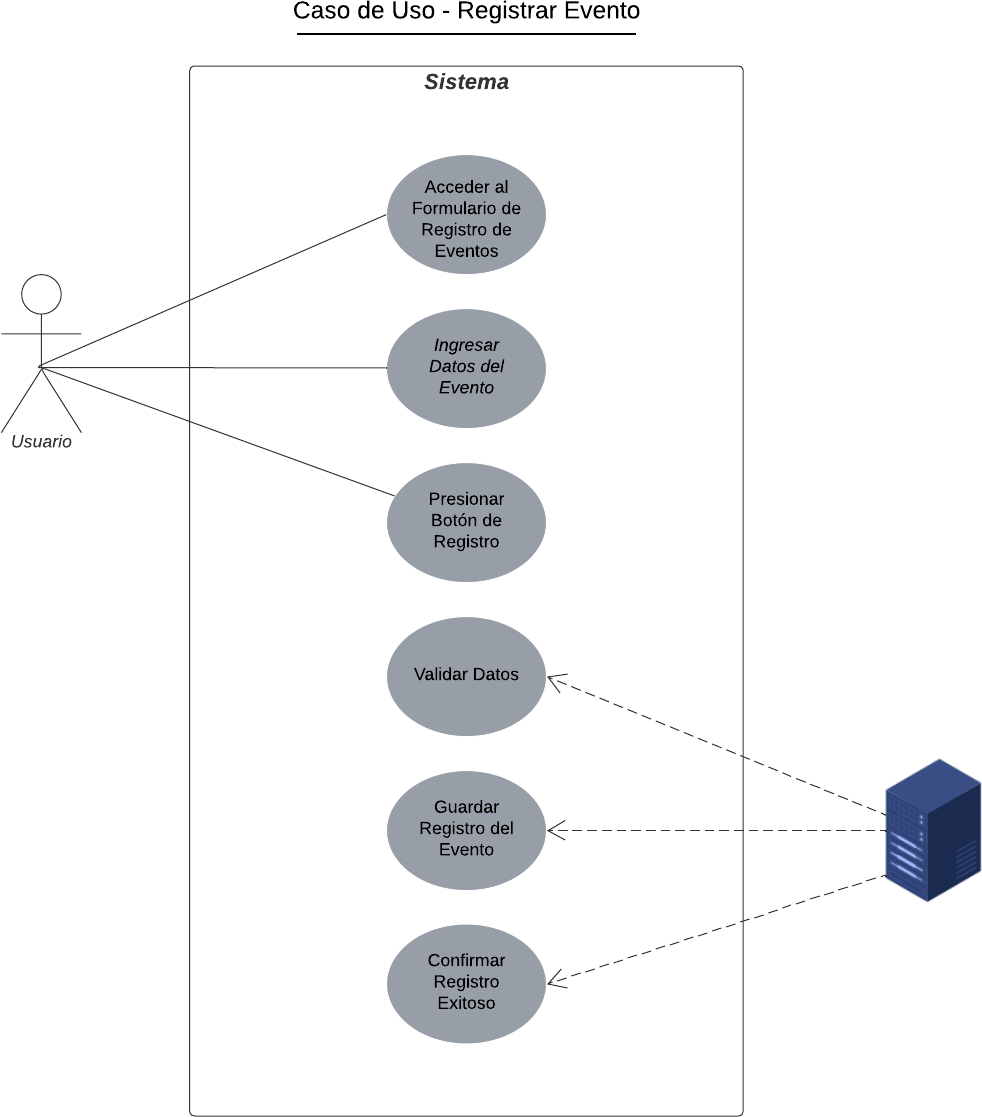 Caso de Uso - Registrar Evento
Sistema
Acceder al
Formulario de
Registro de
Eventos
Ingresar
Datos del
Evento
Usuario
Presionar
Botón de
Registro
Validar Datos
Guardar
Registro del
Evento
Confirmar
Registro
Exitoso